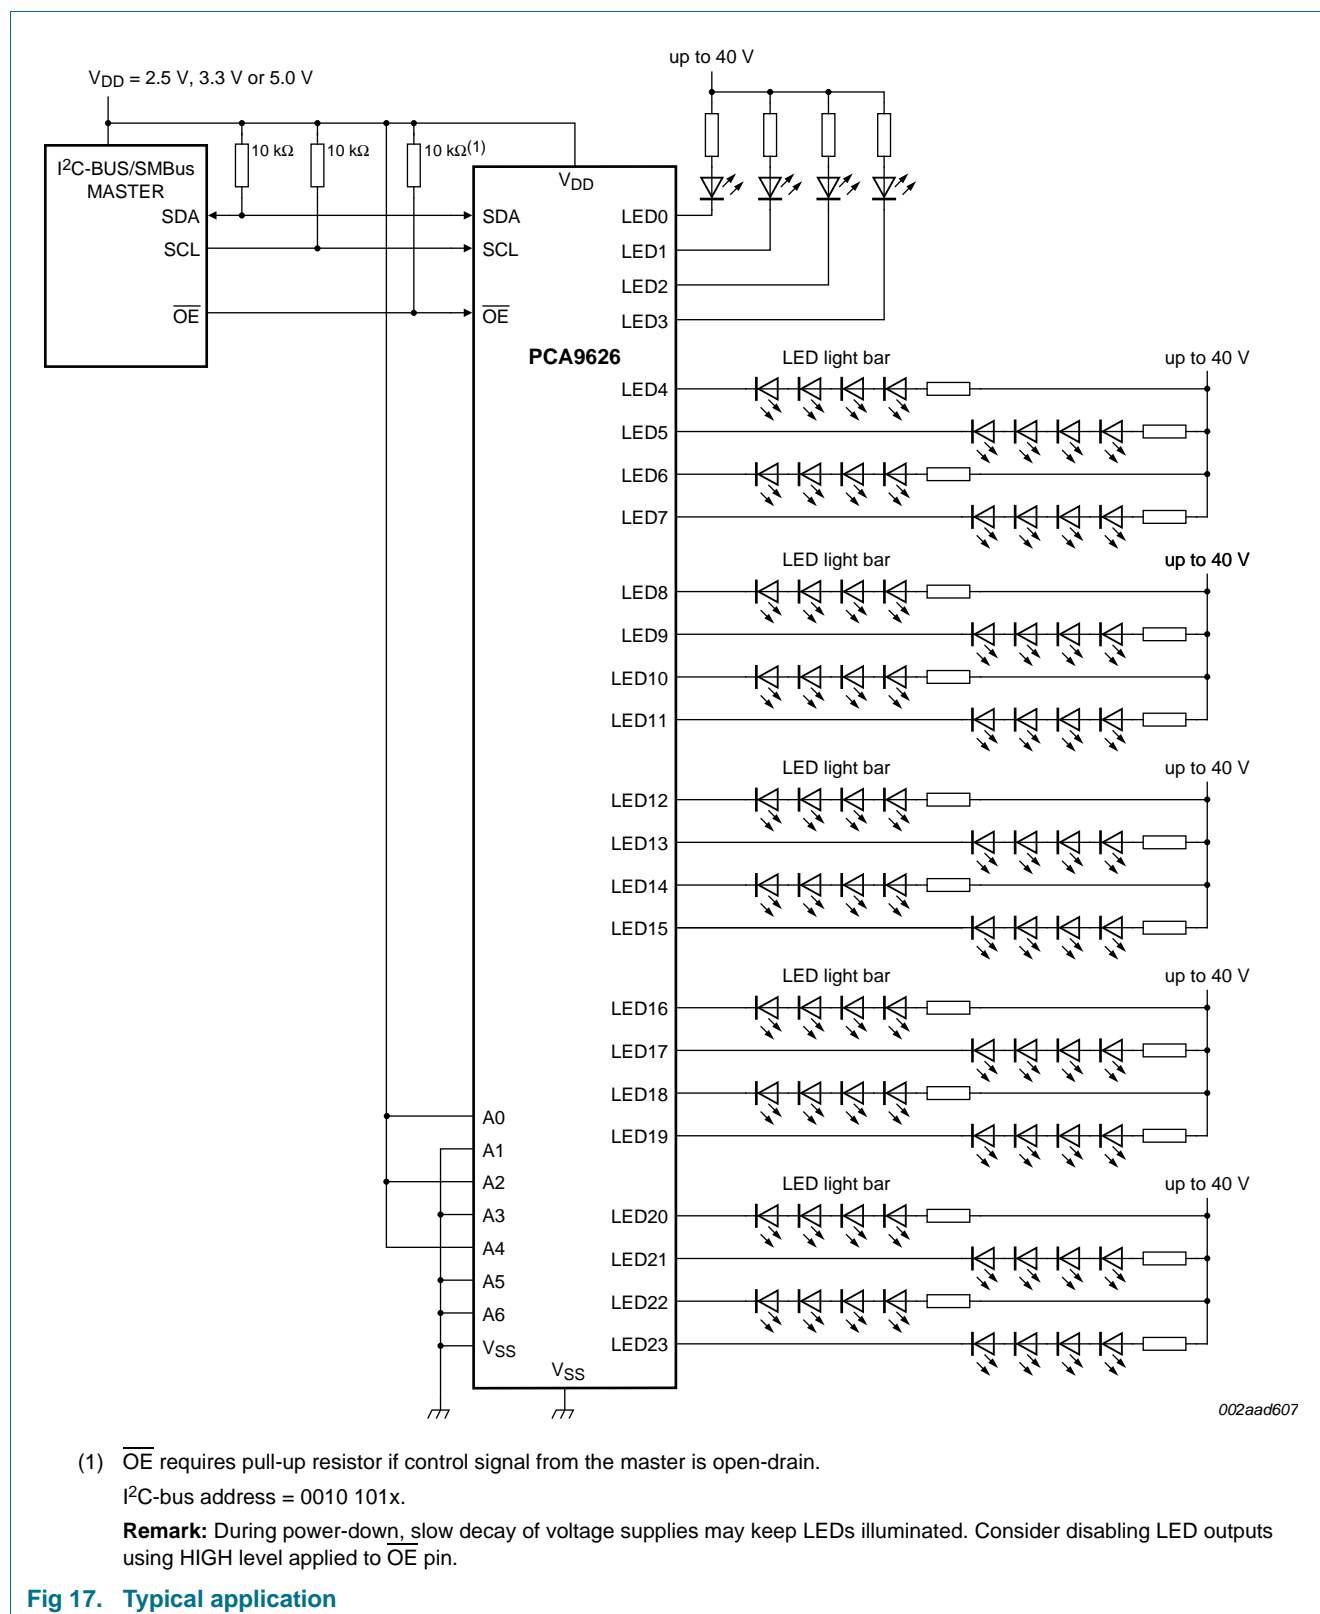 up to 40 V
VDD = 2.5 V, 3.3 V or 5.0 V
10 kΩ
10 kΩ
10 kΩ(1)
I2C-BUS/SMBus
MASTER
SDA
SCL
OE
VDD
SDA
SCL
OE
PCA9626
LED0
LED1
LED2
LED3
LED light bar
up to 40 V
LED4
LED5
LED6
LED7
LED light bar
up to 40 V
LED8
LED9
LED10
LED11
LED light bar
up to 40 V
LED12
LED13
LED14
LED15
LED light bar
up to 40 V
LED16
LED17
LED18
LED19
LED light bar
up to 40 V
LED20
LED21
LED22
LED23
A0
A1
A2
A3
A4
A5
A6
VSS
VSS
002aad607
(1) OE requires pull-up resistor if control signal from the master is open-drain.
I2C-bus address = 0010 101x.
Remark: During power-down, slow decay of voltage supplies may keep LEDs illuminated. Consider disabling LED outputs
using HIGH level applied to OE pin.
Fig 17. Typical application